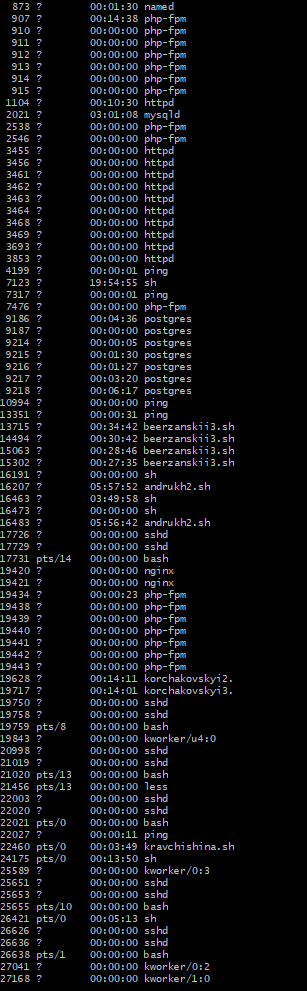 873 ? 00:01:30 named
907 ? 00:14:38 php-fpm
910 ? 00:00:00 php-fpm
911 ? 00:00:00 php-fpm
912 ? 00:00:00 php-fpm
913 ? 00:00:00 php-fpm
914 ? 00:00:00 php-fpm
915 ? 00:00:00 php-fpm
1104 ? 00:10:30 httpd
2021 ? 03:01:08 mysqld
2538 ? 00:00:00 php-fpm
2546 ? 00:00:00 php-fpm
3455 ? 00:00:00 httpd
3456 ? 00:00:00 httpd
3461 ? 00:00:00 httpd
3462 ? 00:00:00 httpd
3463 ? 00:00:00 httpd
3464 ? 00:00:00 httpd
3468 ? 00:00:00 httpd
3469 ? 00:00:00 httpd
3693 ? 00:00:00 httpd
3853 ? 00:00:00 httpd
4199 ? 00:00:01 ping
7123 ? 19:54:55 sh
7317 ? 00:00:01 ping
7476 ? 00:00:00 php-fpm
9186 ? 00:04:36 postgres
9187 ? 00:00:00 postgres
9214 ? 00:00:05 postgres
9215 ? 00:01:30 postgres
9216 ? 00:01:27 postgres
9217 ? 00:03:20 postgres
9218 ? 00:06:17 postgres
10994 ? 00:00:00 ping
13351 ? 00:00:31 ping
13715 ? 00:34:42 beerzanskii3.sh
14494 ? 00:30:42 beerzanskii3.sh
15063 ? 00:28:46 beerzanskii3.sh
15302 ? 00:27:35 beerzanskii3.sh
16191 ? 00:00:00 sh
16207 ? 05:57:52 andrukh2.sh
16463 ? 03:49:58 sh
16473 ? 00:00:00 sh
16483 ? 05:56:42 andrukh2.sh
17726 ? 00:00:00 sshd
17729 ? 00:00:00 sshd
17731 pts/14 00:00:00 bash
19420 ? 00:00:00 nginx
19421 ? 00:00:00 nginx
19434 ? 00:00:23 php-fpm
19438 ? 00:00:00 php-fpm
19439 ? 00:00:00 php-fpm
19440 ? 00:00:00 php-fpm
19441 ? 00:00:00 php-fpm
19442 ? 00:00:00 php-fpm
19443 ? 00:00:00 php-fpm
19628 ? 00:14:11 korchakovskyi2.
19717 ? 00:14:01 korchakovskyi3.
19750 ? 00:00:00 sshd
19758 ? 00:00:00 sshd
19759 pts/8 00:00:00 bash
19843 ? 00:00:00 kworker/u4:0
20998 ? 00:00:00 sshd
21019 ? 00:00:00 sshd
21020 pts/13 00:00:00 bash
21456 pts/13 00:00:00 less
22003 ? 00:00:00 sshd
22020 ? 00:00:00 sshd
22021 pts/0 00:00:00 bash
22027 ? 00:00:11 ping
22460 pts/0 00:03:49 kravchishina.sh
24175 pts/0 00:13:50 sh
25589 ? 00:00:00 kworker/0:3
25651 ? 00:00:00 sshd
25653 ? 00:00:00 sshd
25655 pts/10 00:00:00 bash
26421 pts/0 00:05:13 sh
26626 ? 00:00:00 sshd
26636 ? 00:00:00 sshd
26638 pts/1 00:00:00 bash
27041 ? 00:00:00 kworker/0:2
27168 ? 00:00:00 kworker/1:0